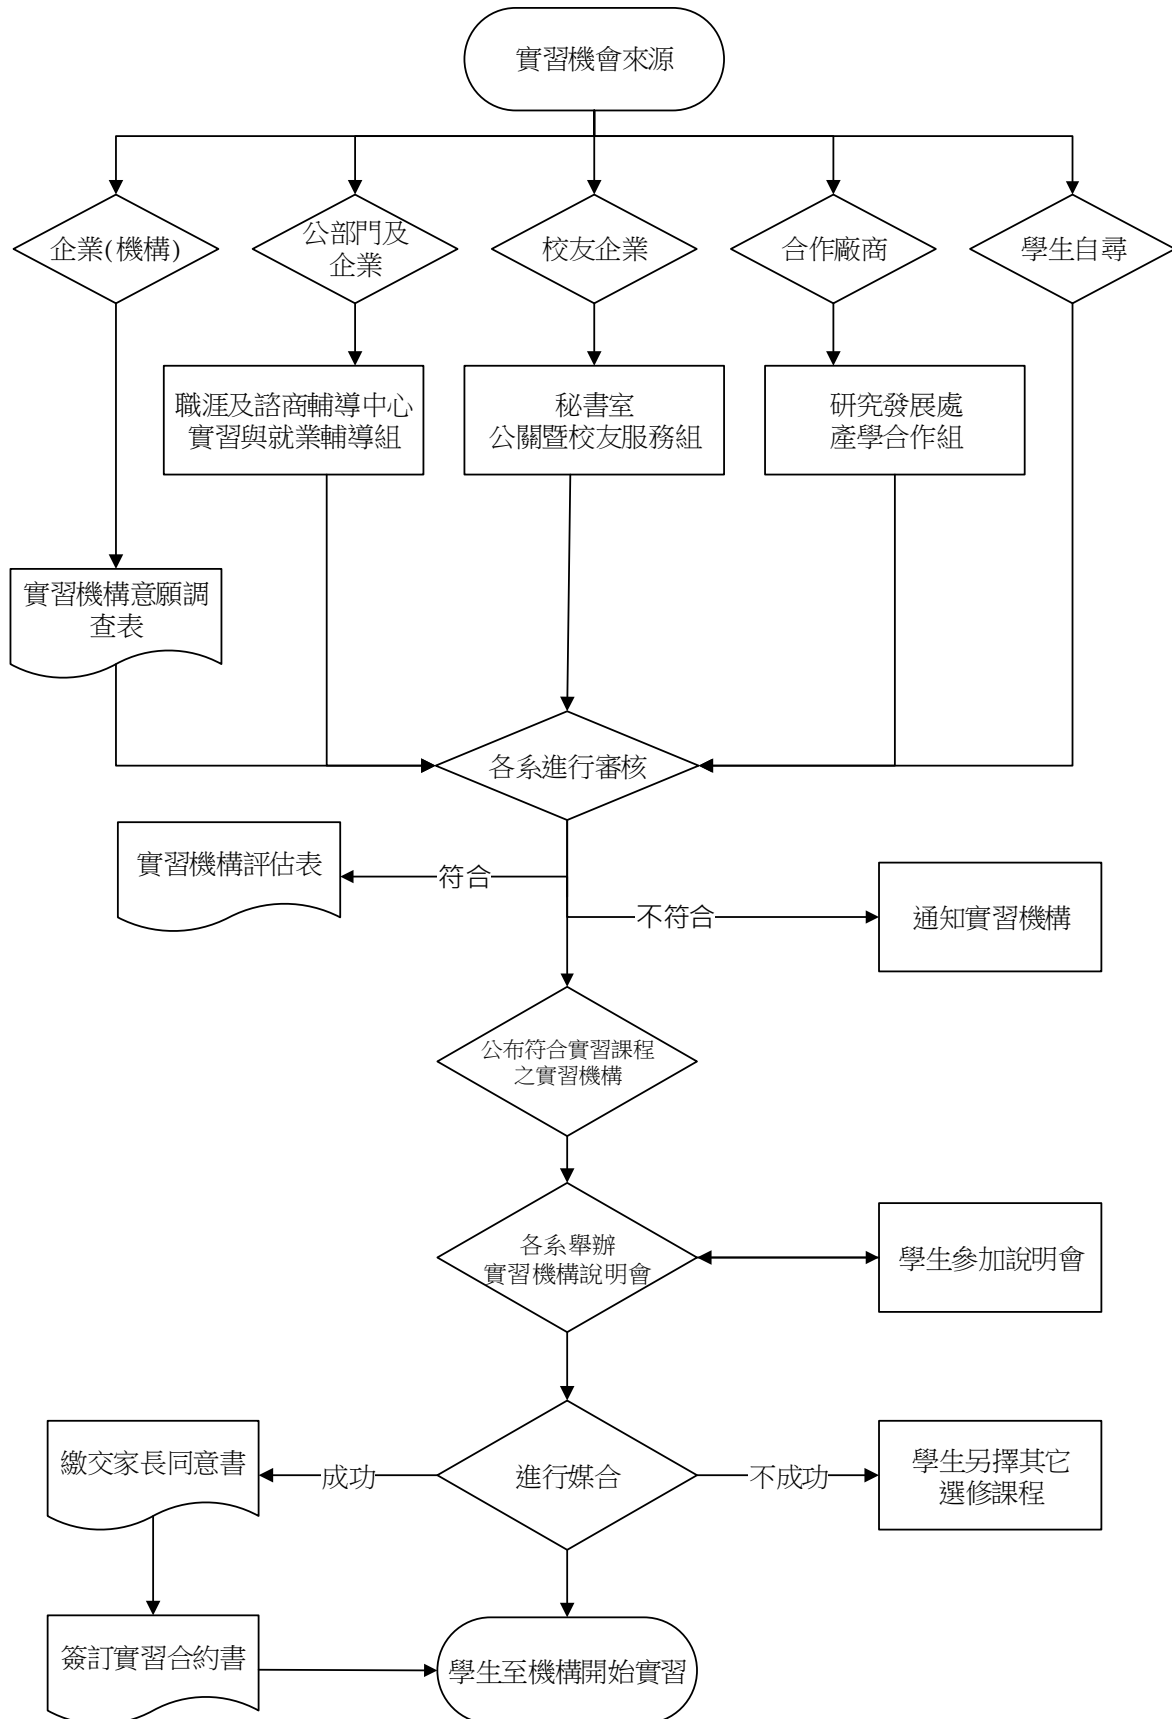 實習機會來源
企業(機構)
公部門及
企業
校友企業
合作廠商
學生自尋
職涯及諮商輔導中心
實習與就業輔導組
秘書室
公關暨校友服務組
研究發展處
產學合作組
實習機構意願調
查表
各系進行審核
實習機構評估表
符合
不符合
通知實習機構
公布符合實習課程
之實習機構
各系舉辦
實習機構說明會
學生參加說明會
繳交家長同意書
成功
進行媒合
不成功
學生另擇其它
選修課程
簽訂實習合約書
學生至機構開始實習